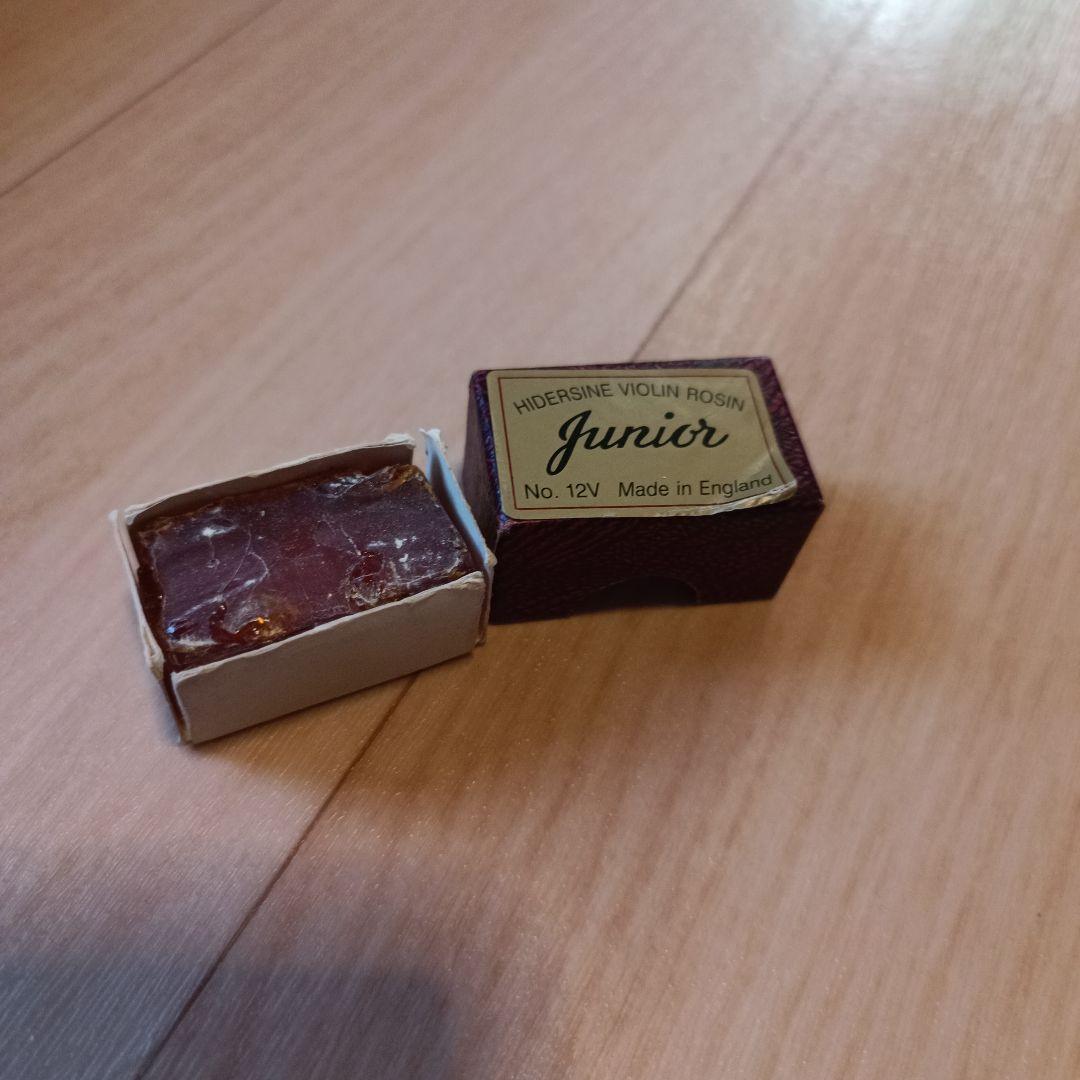 HIDERSINE VIOLIN ROSIN
Junior
No. 12V Made in England